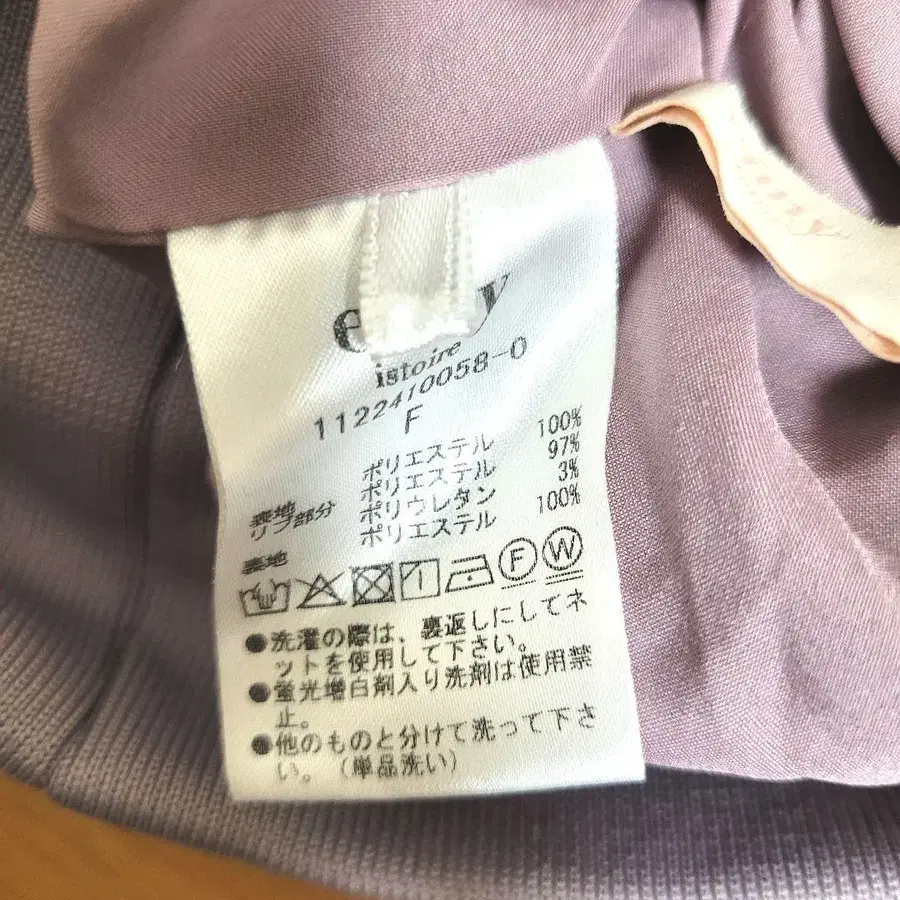 istoire
1122410058-0
F
表地 ポリエステル 100%
リブ部分 ポリエステル 97%
ポリウレタン 3%
裏地 ポリエステル 100%
F W
●洗濯の際は、裏返しにしてネ
ットを使用して下さい。
●蛍光増白剤入り洗剤は使用禁
止。
●他のものと分けて洗って下さ
い。(単品洗い)